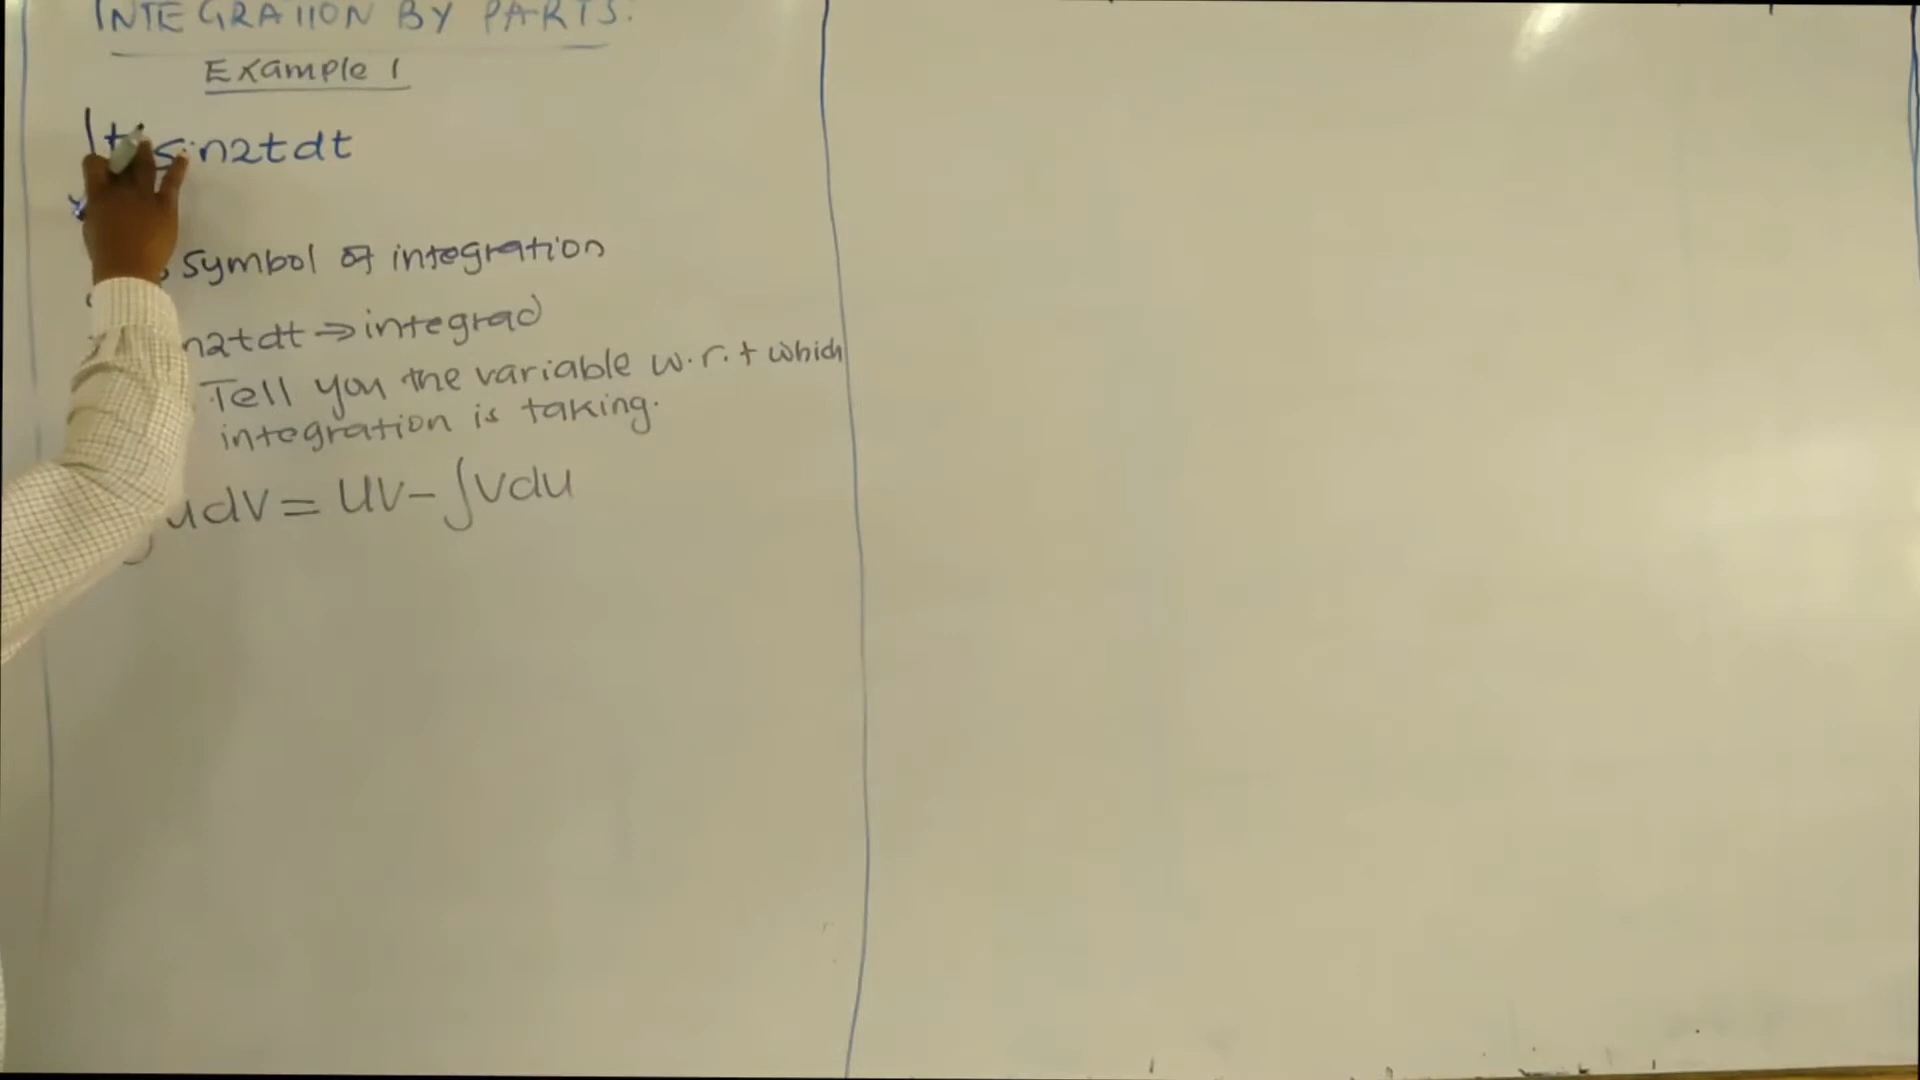 INTEGRATION BY PARTS.
Example 1
∫t sin2tdt
Symbol of integration
n2tdt ⇒ integrad
Tell you the variable w.r.t which
integration is taking.
∫udv = uv - ∫vdu